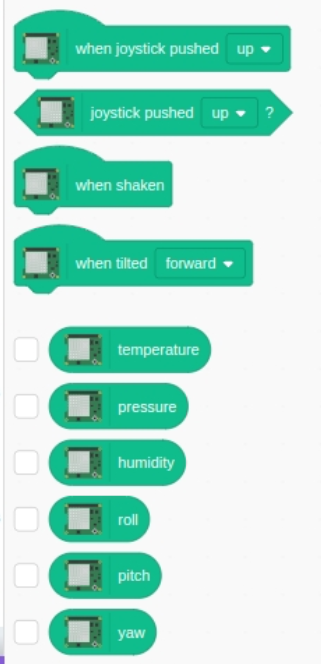 when joystick pushed up
joystick pushed up ?
when shaken
when tilted forward
temperature
pressure
humidity
roll
pitch
yaw